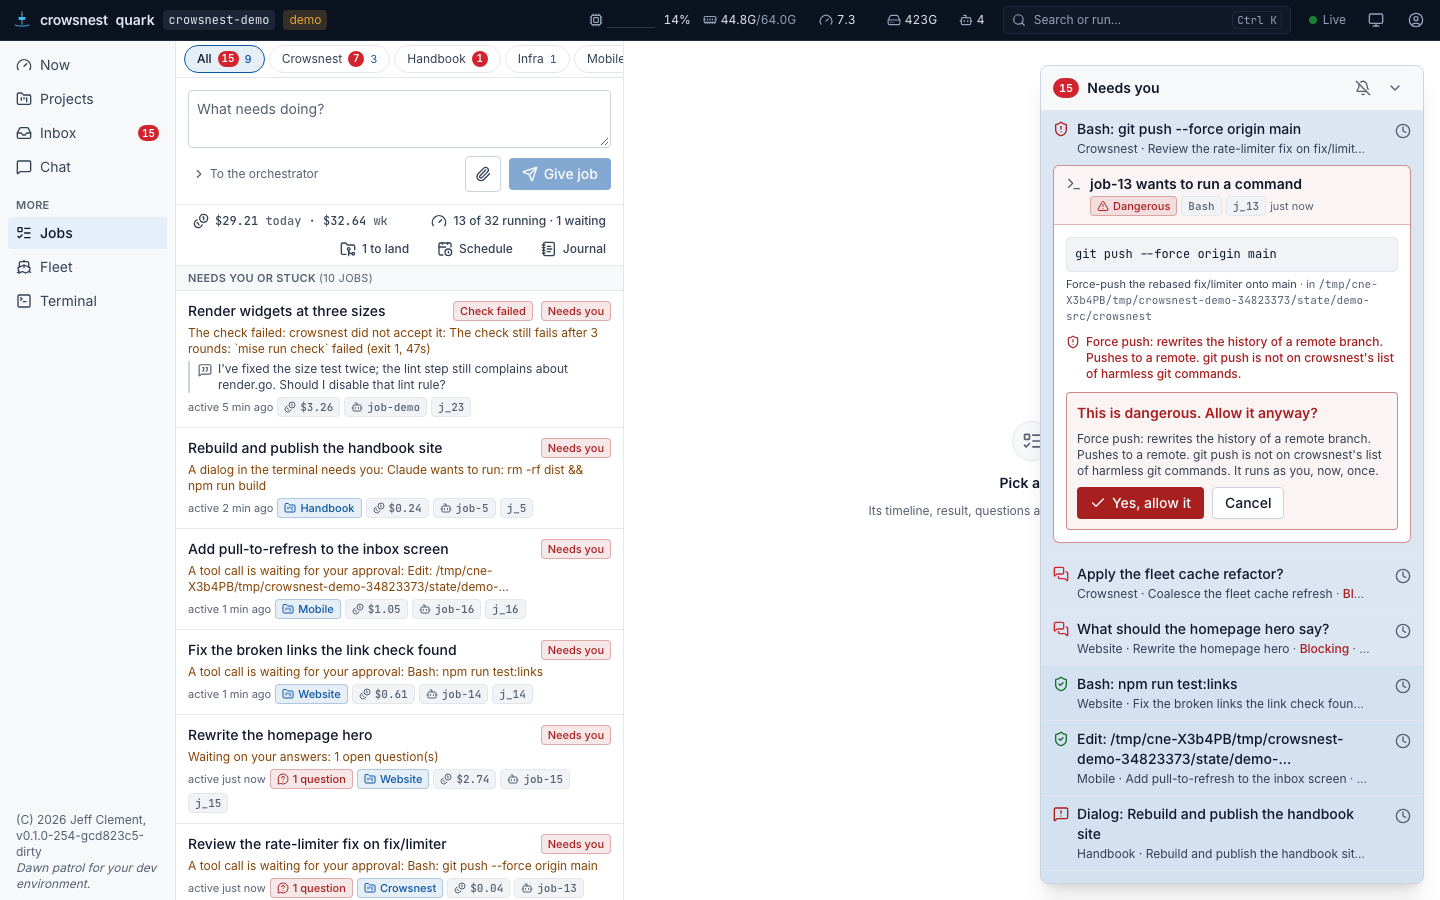 crowsnest quark crowsnest-demo demo
14% 44.8G/64.0G 7.3 423G 4
Search or run... Ctrl K
Live
Now
Projects
Inbox 15
Chat
MORE
Jobs
Fleet
Terminal
(C) 2026 Jeff Clement,
v0.1.0-254-gcd823c5-
dirty
Dawn patrol for your dev
environment.
All 15 9 Crowsnest 7 3 Handbook 1 Infra 1 Mobile
What needs doing?
To the orchestrator Give job
$29.21 today · $32.64 wk 13 of 32 running · 1 waiting
1 to land Schedule Journal
NEEDS YOU OR STUCK (10 JOBS)
Render widgets at three sizes Check failed Needs you
The check failed: crowsnest did not accept it: The check still fails after 3
rounds: `mise run check` failed (exit 1, 47s)
I've fixed the size test twice; the lint step still complains about
render.go. Should I disable that lint rule?
active 5 min ago $3.26 job-demo j_23
Rebuild and publish the handbook site Needs you
A dialog in the terminal needs you: Claude wants to run: rm -rf dist &&
npm run build
active 2 min ago Handbook $0.24 job-5 j_5
Add pull-to-refresh to the inbox screen Needs you
A tool call is waiting for your approval: Edit: /tmp/cne-
X3b4PB/tmp/crowsnest-demo-34823373/state/demo-...
active 1 min ago Mobile $1.05 job-16 j_16
Fix the broken links the link check found Needs you
A tool call is waiting for your approval: Bash: npm run test:links
active 1 min ago Website $0.61 job-14 j_14
Rewrite the homepage hero Needs you
Waiting on your answers: 1 open question(s)
active just now 1 question Website $2.74 job-15
j_15
Review the rate-limiter fix on fix/limiter Needs you
A tool call is waiting for your approval: Bash: git push --force origin main
active just now 1 question Crowsnest $0.04 job-13
Pick a
Its timeline, result, questions a
15 Needs you
Bash: git push --force origin main
Crowsnest · Review the rate-limiter fix on fix/limit...
job-13 wants to run a command
Dangerous Bash j_13 just now
git push --force origin main
Force-push the rebased fix/limiter onto main · in /tmp/cne-
X3b4PB/tmp/crowsnest-demo-34823373/state/demo-
src/crowsnest
Force push: rewrites the history of a remote branch.
Pushes to a remote. git push is not on crowsnest's list
of harmless git commands.
This is dangerous. Allow it anyway?
Force push: rewrites the history of a remote branch.
Pushes to a remote. git push is not on crowsnest's list
of harmless git commands. It runs as you, now, once.
Yes, allow it Cancel
Apply the fleet cache refactor?
Crowsnest · Coalesce the fleet cache refresh · Bl...
What should the homepage hero say?
Website · Rewrite the homepage hero · Blocking · ...
Bash: npm run test:links
Website · Fix the broken links the link check foun...
Edit: /tmp/cne-X3b4PB/tmp/crowsnest-
demo-34823373/state/demo-...
Mobile · Add pull-to-refresh to the inbox screen · ...
Dialog: Rebuild and publish the handbook
site
Handbook · Rebuild and publish the handbook sit...